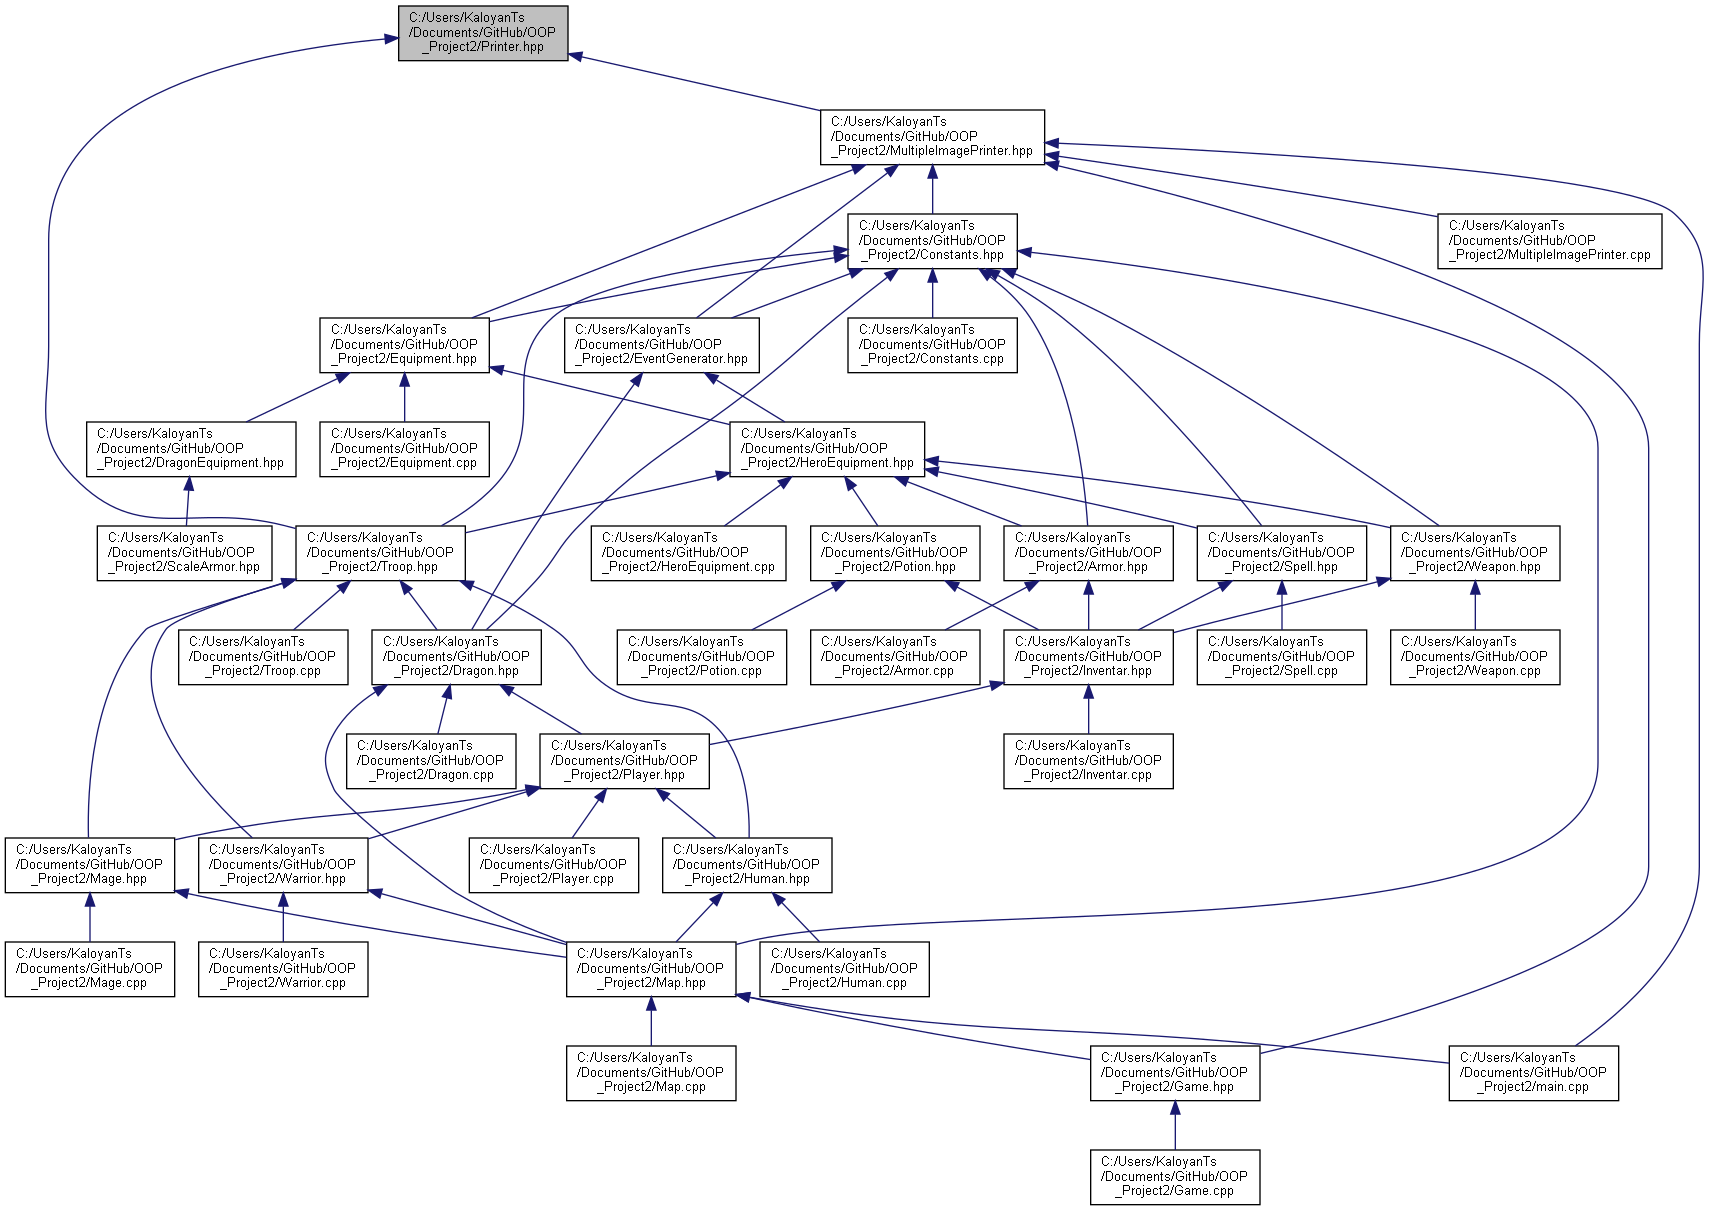 C:/Users/KaloyanTs
/Documents/GitHub/OOP
_Project2/Printer.hpp
C:/Users/KaloyanTs
/Documents/GitHub/OOP
_Project2/MultipleImagePrinter.hpp
C:/Users/KaloyanTs
/Documents/GitHub/OOP
_Project2/Constants.hpp
C:/Users/KaloyanTs
/Documents/GitHub/OOP
_Project2/MultipleImagePrinter.cpp
C:/Users/KaloyanTs
/Documents/GitHub/OOP
_Project2/Equipment.hpp
C:/Users/KaloyanTs
/Documents/GitHub/OOP
_Project2/EventGenerator.hpp
C:/Users/KaloyanTs
/Documents/GitHub/OOP
_Project2/Constants.cpp
C:/Users/KaloyanTs
/Documents/GitHub/OOP
_Project2/DragonEquipment.hpp
C:/Users/KaloyanTs
/Documents/GitHub/OOP
_Project2/Equipment.cpp
C:/Users/KaloyanTs
/Documents/GitHub/OOP
_Project2/HeroEquipment.hpp
C:/Users/KaloyanTs
/Documents/GitHub/OOP
_Project2/ScaleArmor.hpp
C:/Users/KaloyanTs
/Documents/GitHub/OOP
_Project2/Troop.hpp
C:/Users/KaloyanTs
/Documents/GitHub/OOP
_Project2/HeroEquipment.cpp
C:/Users/KaloyanTs
/Documents/GitHub/OOP
_Project2/Potion.hpp
C:/Users/KaloyanTs
/Documents/GitHub/OOP
_Project2/Armor.hpp
C:/Users/KaloyanTs
/Documents/GitHub/OOP
_Project2/Spell.hpp
C:/Users/KaloyanTs
/Documents/GitHub/OOP
_Project2/Weapon.hpp
C:/Users/KaloyanTs
/Documents/GitHub/OOP
_Project2/Troop.cpp
C:/Users/KaloyanTs
/Documents/GitHub/OOP
_Project2/Dragon.hpp
C:/Users/KaloyanTs
/Documents/GitHub/OOP
_Project2/Potion.cpp
C:/Users/KaloyanTs
/Documents/GitHub/OOP
_Project2/Armor.cpp
C:/Users/KaloyanTs
/Documents/GitHub/OOP
_Project2/Inventar.hpp
C:/Users/KaloyanTs
/Documents/GitHub/OOP
_Project2/Spell.cpp
C:/Users/KaloyanTs
/Documents/GitHub/OOP
_Project2/Weapon.cpp
C:/Users/KaloyanTs
/Documents/GitHub/OOP
_Project2/Dragon.cpp
C:/Users/KaloyanTs
/Documents/GitHub/OOP
_Project2/Player.hpp
C:/Users/KaloyanTs
/Documents/GitHub/OOP
_Project2/Inventar.cpp
C:/Users/KaloyanTs
/Documents/GitHub/OOP
_Project2/Mage.hpp
C:/Users/KaloyanTs
/Documents/GitHub/OOP
_Project2/Warrior.hpp
C:/Users/KaloyanTs
/Documents/GitHub/OOP
_Project2/Player.cpp
C:/Users/KaloyanTs
/Documents/GitHub/OOP
_Project2/Human.hpp
C:/Users/KaloyanTs
/Documents/GitHub/OOP
_Project2/Mage.cpp
C:/Users/KaloyanTs
/Documents/GitHub/OOP
_Project2/Warrior.cpp
C:/Users/KaloyanTs
/Documents/GitHub/OOP
_Project2/Map.hpp
C:/Users/KaloyanTs
/Documents/GitHub/OOP
_Project2/Human.cpp
C:/Users/KaloyanTs
/Documents/GitHub/OOP
_Project2/Map.cpp
C:/Users/KaloyanTs
/Documents/GitHub/OOP
_Project2/Game.hpp
C:/Users/KaloyanTs
/Documents/GitHub/OOP
_Project2/main.cpp
C:/Users/KaloyanTs
/Documents/GitHub/OOP
_Project2/Game.cpp